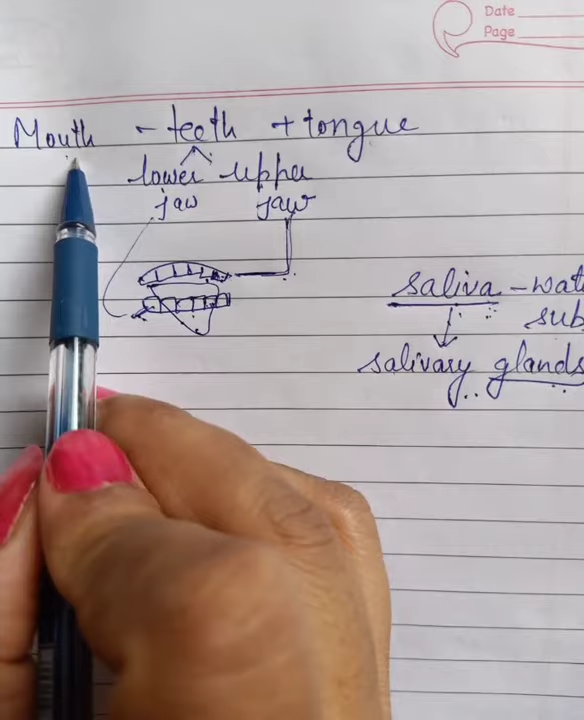 Date
Page
Mouth - teeth + tongue
lower upper
jaw jaw
saliva - wat
sub
salivary glands